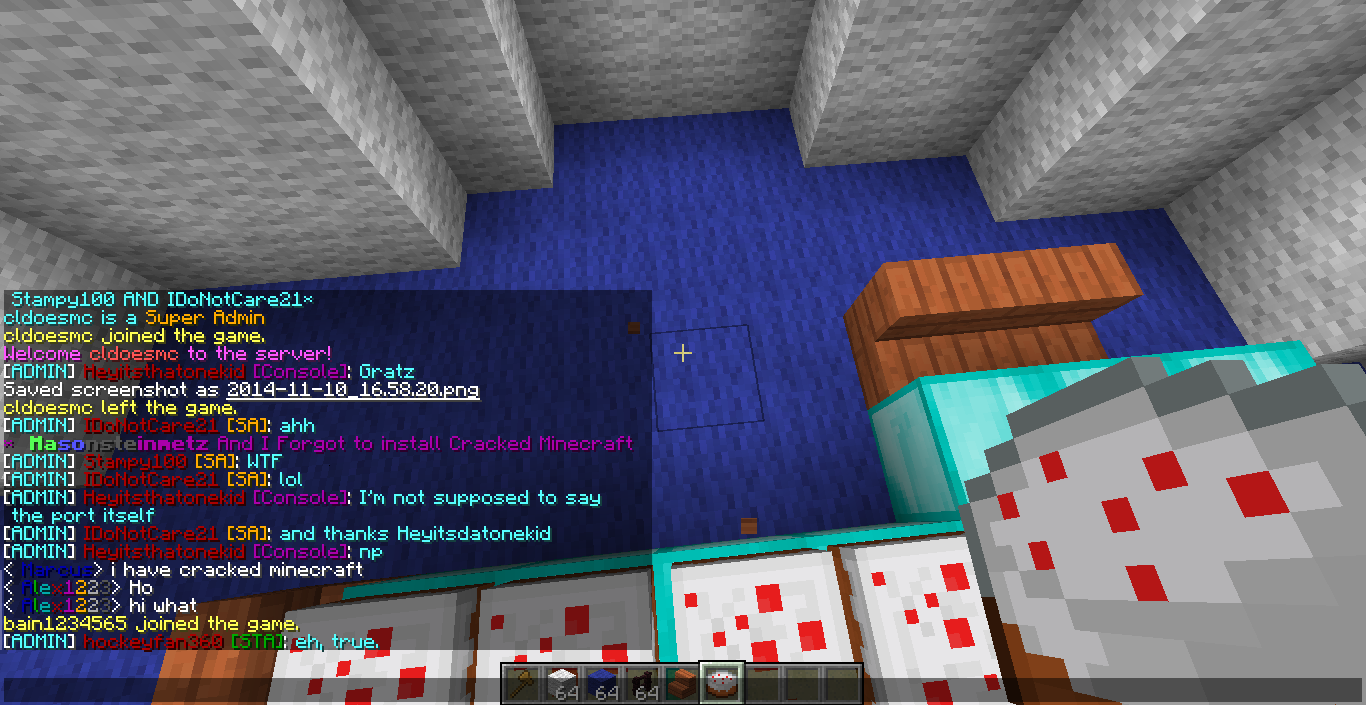 Stampy100 AND IDoNotCare21*
cldoesmc is a Super Admin
cldoesmc joined the game.
Welcome cldoesmc to the server!
[ADMIN] Heyitsthatonekid [Console]: Gratz
Saved screenshot as 2014-11-10_16.58.20.png
cldoesmc left the game.
[ADMIN] IDoNotCare21 [SA]: ahh
* Masonsteinmetz And I Forgot to install Cracked Minecraft
[ADMIN] Stampy100 [SA]: WTF
[ADMIN] IDoNotCare21 [SA]: lol
[ADMIN] Heyitsthatonekid [Console]: I'm not supposed to say
the port itself
[ADMIN] IDoNotCare21 [SA]: and thanks Heyitsdatonekid
[ADMIN] Heyitsthatonekid [Console]: np
< Marcus> i have cracked minecraft
< Alex1223> Ho
< Alex1223> hi what
bain1234565 joined the game.
[ADMIN] hockeyfan360 [STA]: eh, true.
64 64 64